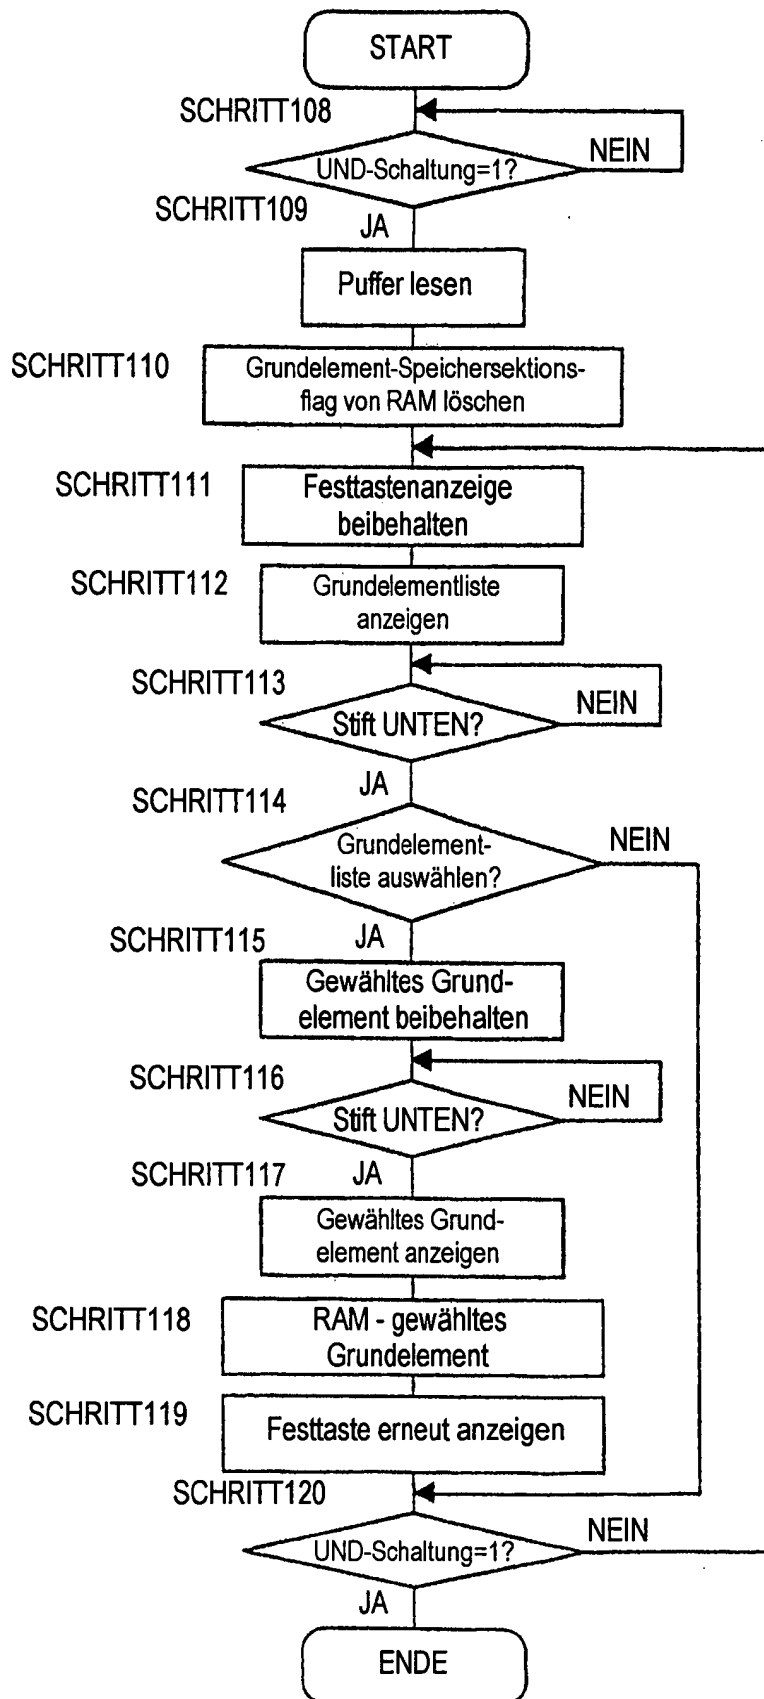 START
SCHRITT108
NEIN
UND-Schaltung=1?
SCHRITT109
JA
Puffer lesen
SCHRITT110
Grundelement-Speichersektions-
flag von RAM löschen
SCHRITT111
Festtastenanzeige
beibehalten
SCHRITT112
Grundelementliste
anzeigen
SCHRITT113
NEIN
Stift UNTEN?
JA
SCHRITT114
Grundelement-
liste auswählen?
NEIN
SCHRITT115
JA
Gewähltes Grund-
element beibehalten
SCHRITT116
NEIN
Stift UNTEN?
SCHRITT117
JA
Gewähltes Grund-
element anzeigen
SCHRITT118
RAM - gewähltes
Grundelement
SCHRITT119
Festtaste erneut anzeigen
SCHRITT120
NEIN
UND-Schaltung=1?
JA
ENDE